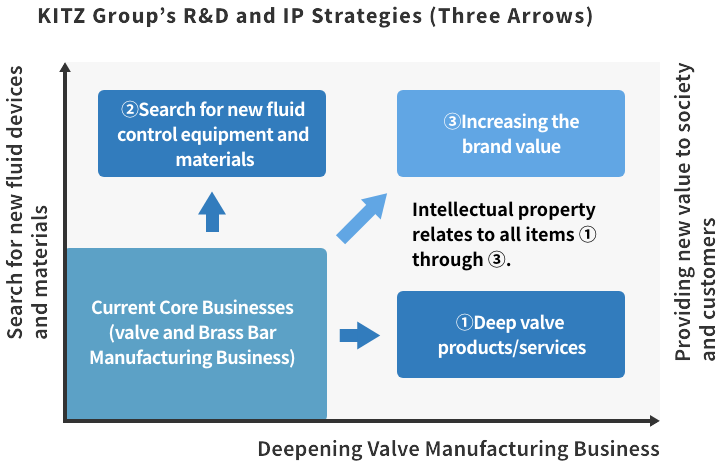 KITZ Group’s R&D and IP Strategies (Three Arrows)
Search for new fluid devices
and materials
②Search for new fluid
control equipment and
materials
③Increasing the
brand value
Intellectual property
relates to all items ①
through ③.
Current Core Businesses
(valve and Brass Bar
Manufacturing Business)
①Deep valve
products/services
Providing new value to society
and customers
Deepening Valve Manufacturing Business